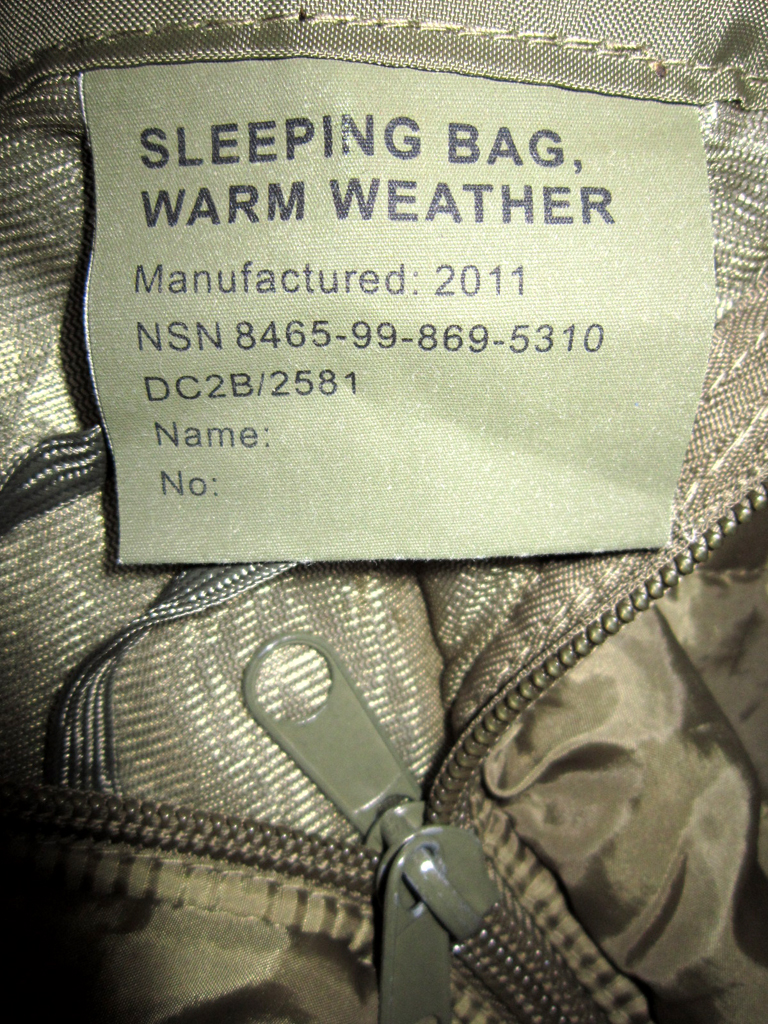 SLEEPING BAG,
WARM WEATHER
Manufactured: 2011
NSN 8465-99-869-5310
DC2B/2581
Name:
No: